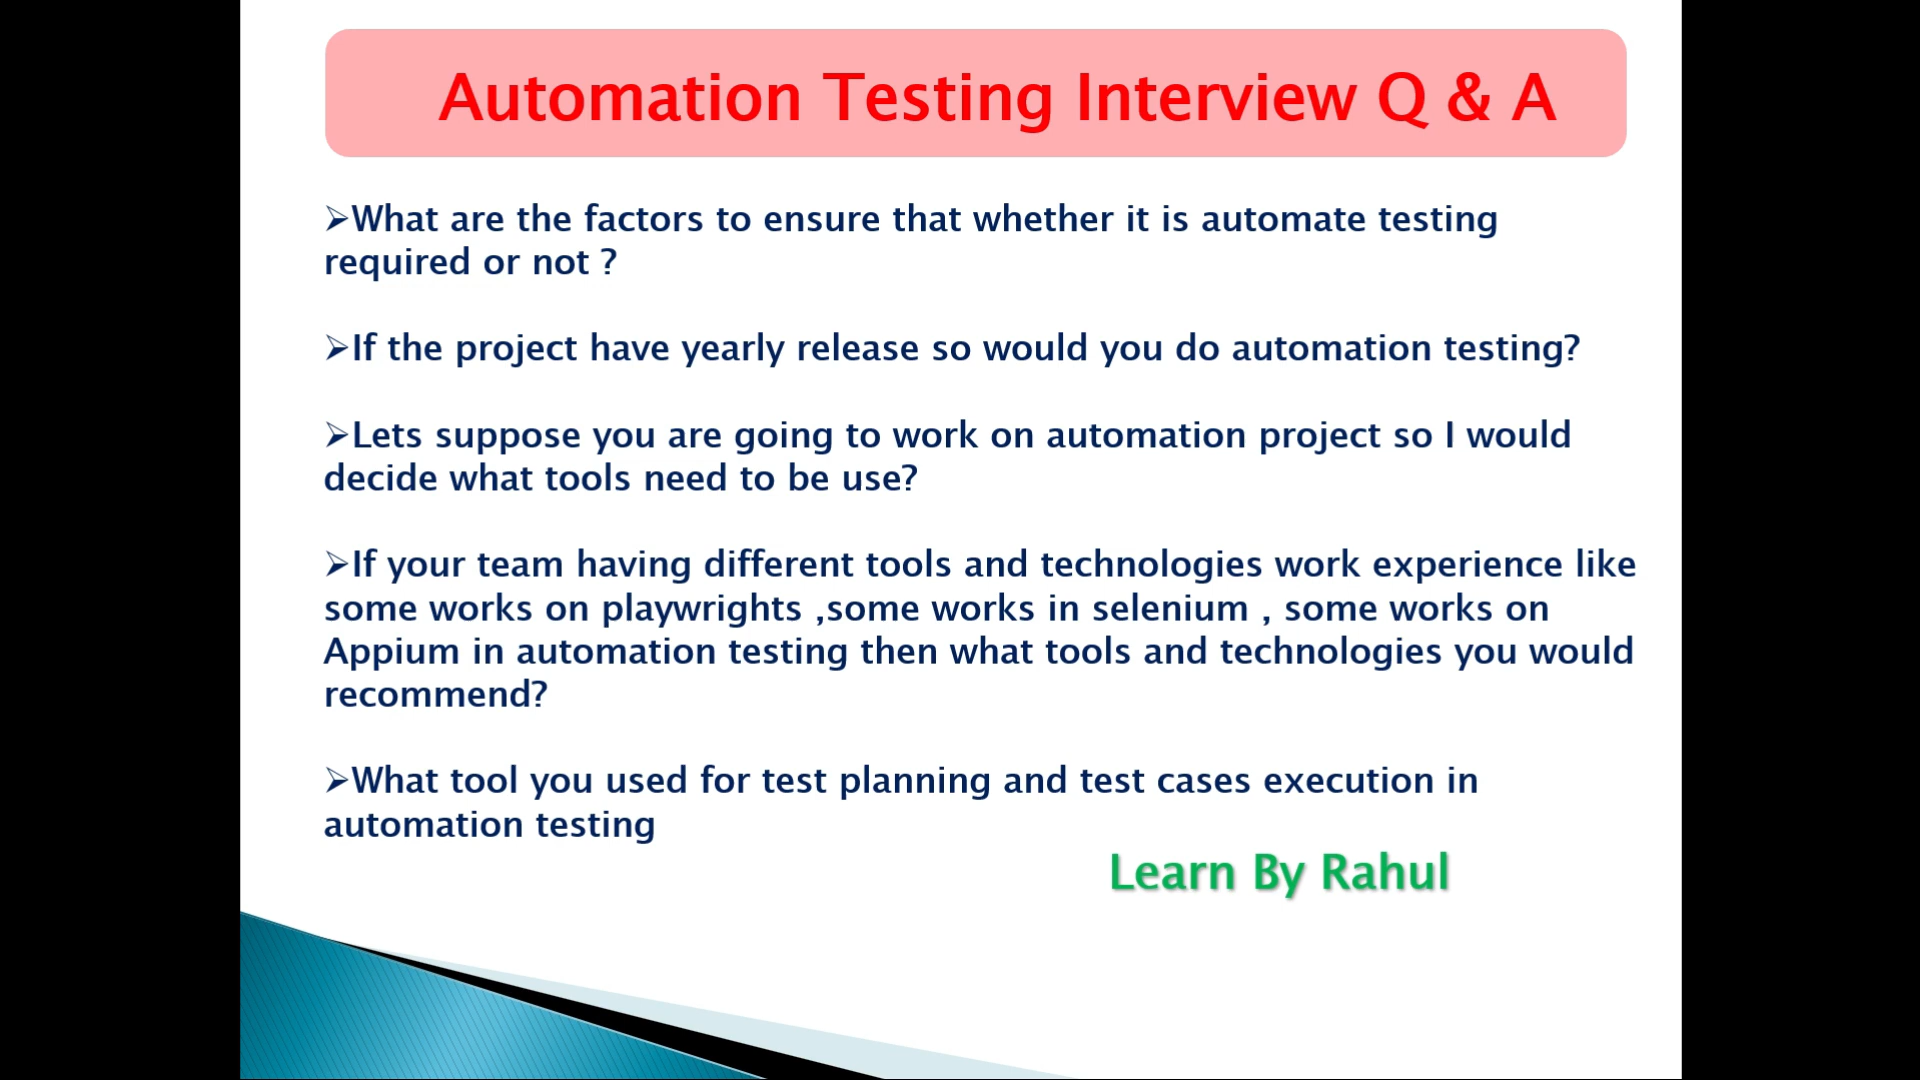 Automation Testing Interview Q & A
➢What are the factors to ensure that whether it is automate testing
required or not ?
➢If the project have yearly release so would you do automation testing?
➢Lets suppose you are going to work on automation project so I would
decide what tools need to be use?
➢If your team having different tools and technologies work experience like
some works on playwrights ,some works in selenium , some works on
Appium in automation testing then what tools and technologies you would
recommend?
➢What tool you used for test planning and test cases execution in
automation testing
Learn By Rahul